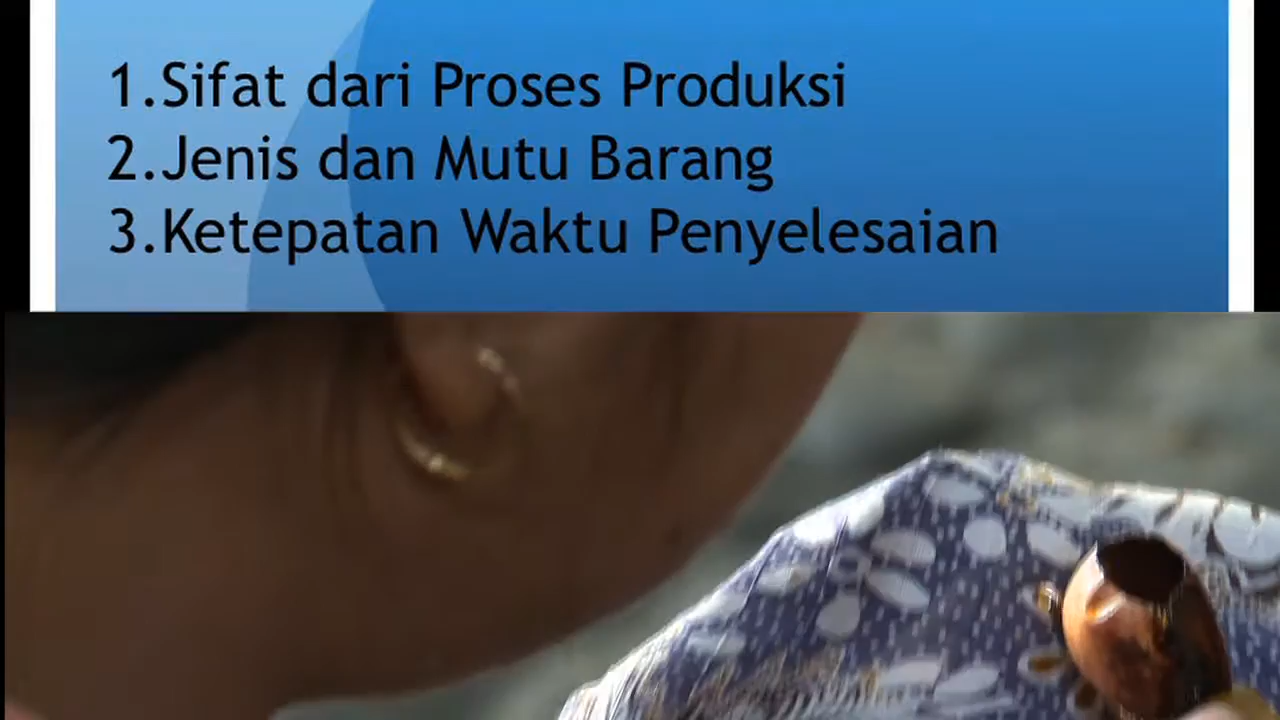 1.Sifat dari Proses Produksi
2.Jenis dan Mutu Barang
3.Ketepatan Waktu Penyelesaian